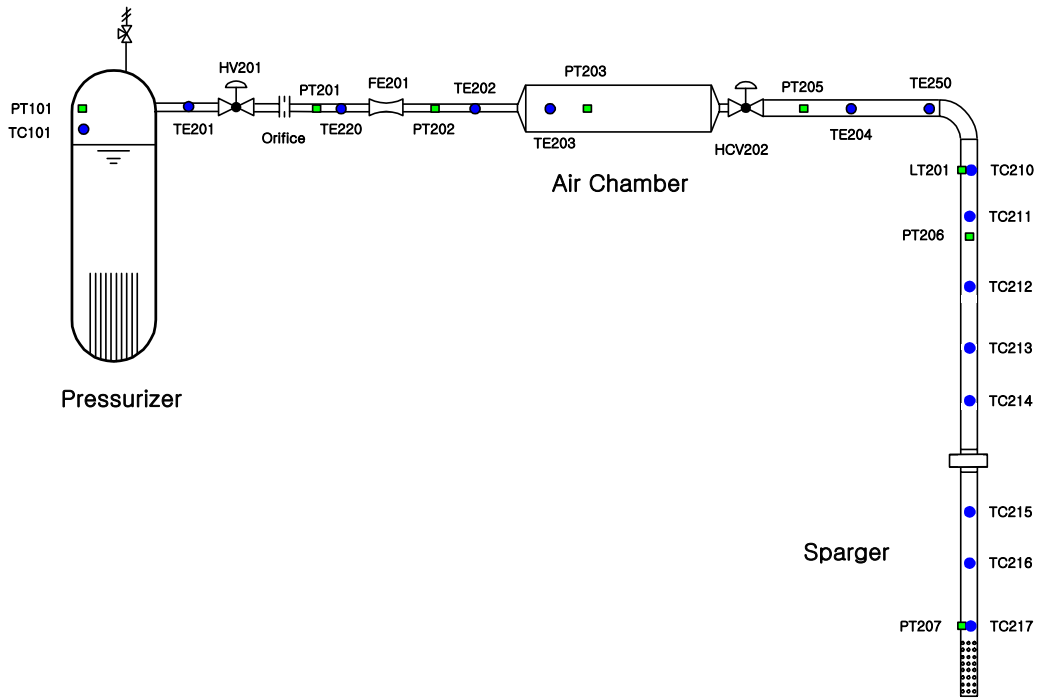 HV201
PT203
PT201
FE201
TE202
PT205
TE250
PT101
TC101
TE201
Orifice
TE220
PT202
TE203
HCV202
TE204
Air Chamber
LT201
TC210
TC211
PT206
TC212
TC213
Pressurizer
TC214
TC215
Sparger
TC216
PT207
TC217